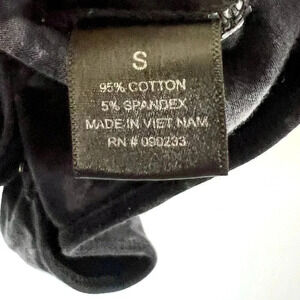 S
95% COTTON
5% SPANDEX
MADE IN VIET NAM
RN # 090233